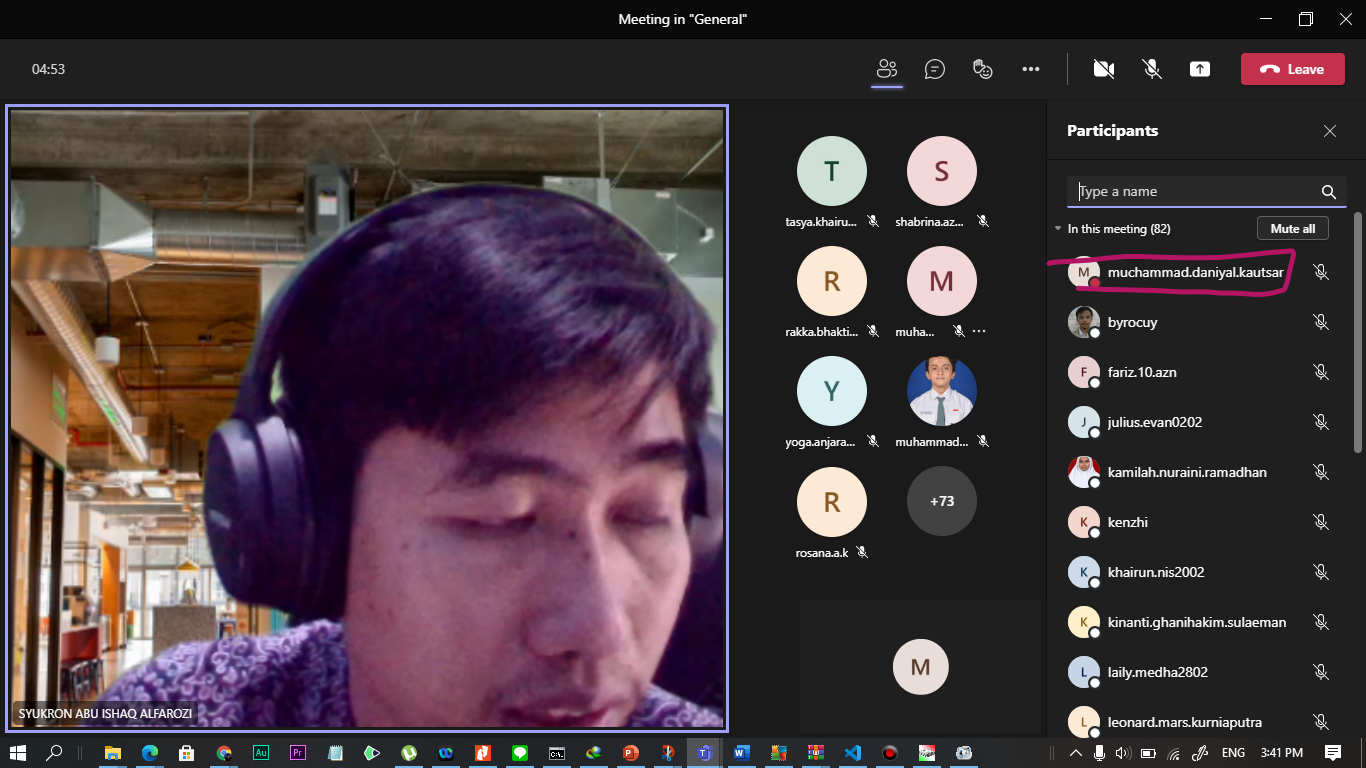 Meeting in "General"
04:53
Leave
T
S
tasya.khairu...
shabrina.az...
R
M
rakka.bhakti...
muha...
Y
yoga.anjara...
muhammad...
R
+73
rosana.a.k
M
SYUKRON ABU ISHAQ ALFAROZI
Participants
Type a name
In this meeting (82)
Mute all
M
muchammad.daniyal.kautsar
byrocuy
F
fariz.10.azn
J
julius.evan0202
kamilah.nuraini.ramadhan
K
kenzhi
K
khairun.nis2002
K
kinanti.ghanihakim.sulaeman
L
laily.medha2802
L
leonard.mars.kurniaputra
Au
Pr
C:\
P
T
W
ENG
3:41 PM